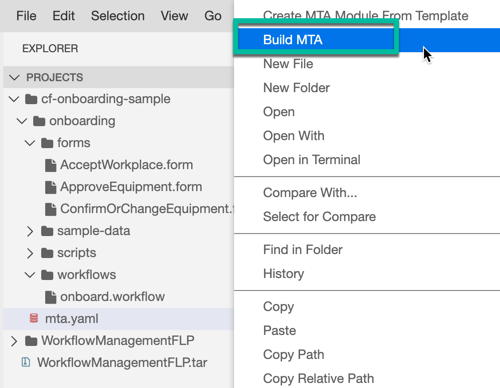 File Edit Selection View Go
EXPLORER
PROJECTS
cf-onboarding-sample
onboarding
forms
AcceptWorkplace.form
ApproveEquipment.form
ConfirmOrChangeEquipment.f
sample-data
scripts
workflows
onboard.workflow
mta.yaml
WorkflowManagementFLP
WorkflowManagementFLP.tar
Create MTA Module From Template
Build MTA
New File
New Folder
Open
Open With
Open in Terminal
Compare With...
Select for Compare
Find in Folder
History
Copy
Paste
Copy Path
Copy Relative Path